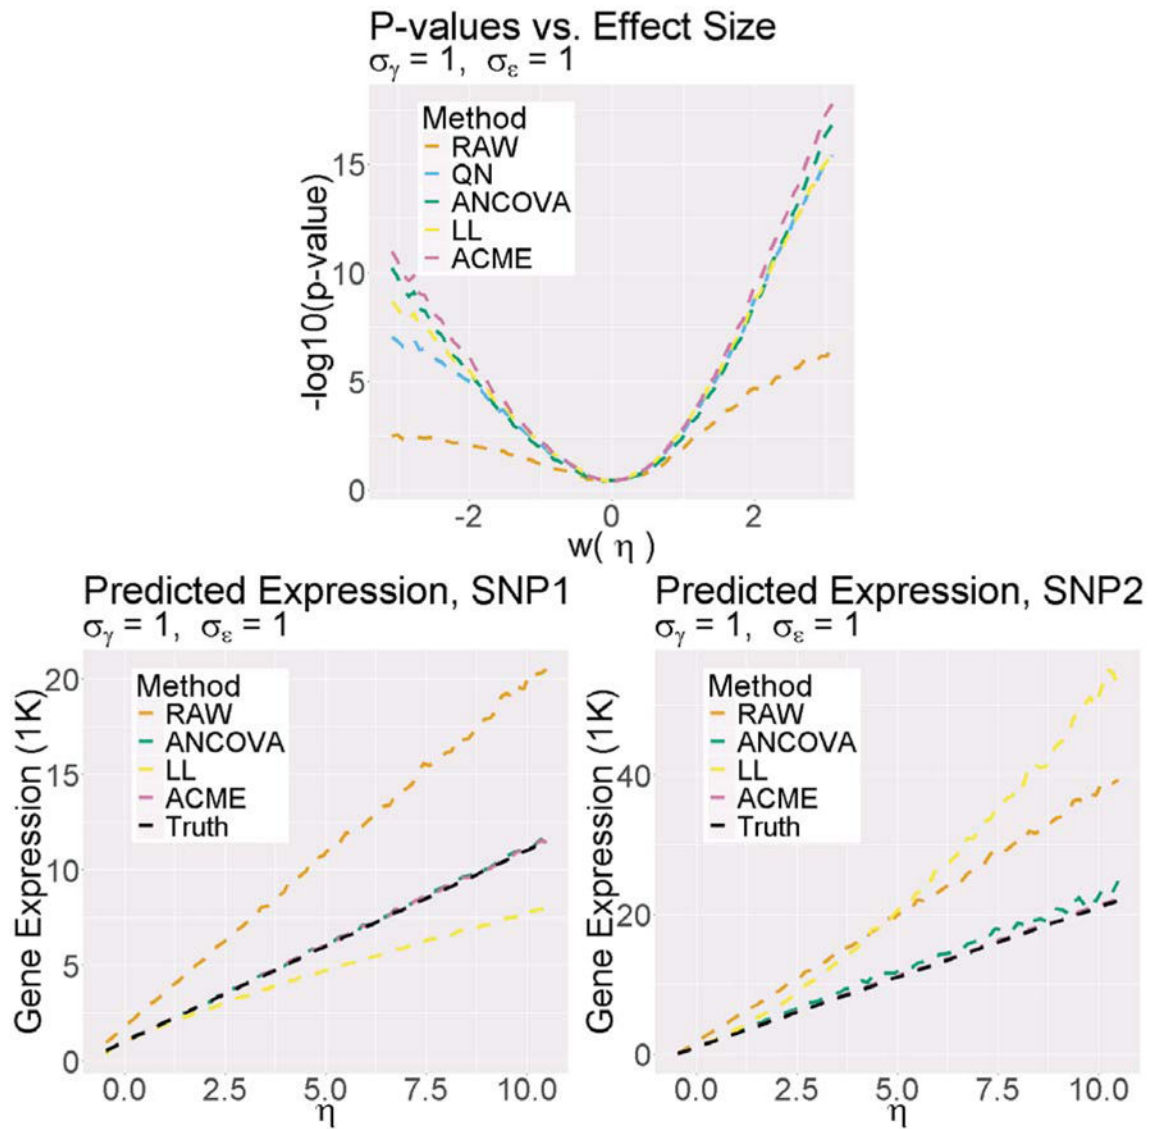 P-values vs. Effect Size
σγ = 1, σε = 1
Method
RAW
QN
ANCOVA
LL
ACME
-log10(p-value)
15
10
5
0
-2 0 2
w( η )
Predicted Expression, SNP1
σγ = 1, σε = 1
Method
RAW
ANCOVA
LL
ACME
Truth
Gene Expression (1K)
20
15
10
5
0
0.0 2.5 5.0 7.5 10.0
η
Predicted Expression, SNP2
σγ = 1, σε = 1
Method
RAW
ANCOVA
LL
ACME
Truth
Gene Expression (1K)
40
20
0
0.0 2.5 5.0 7.5 10.0
η